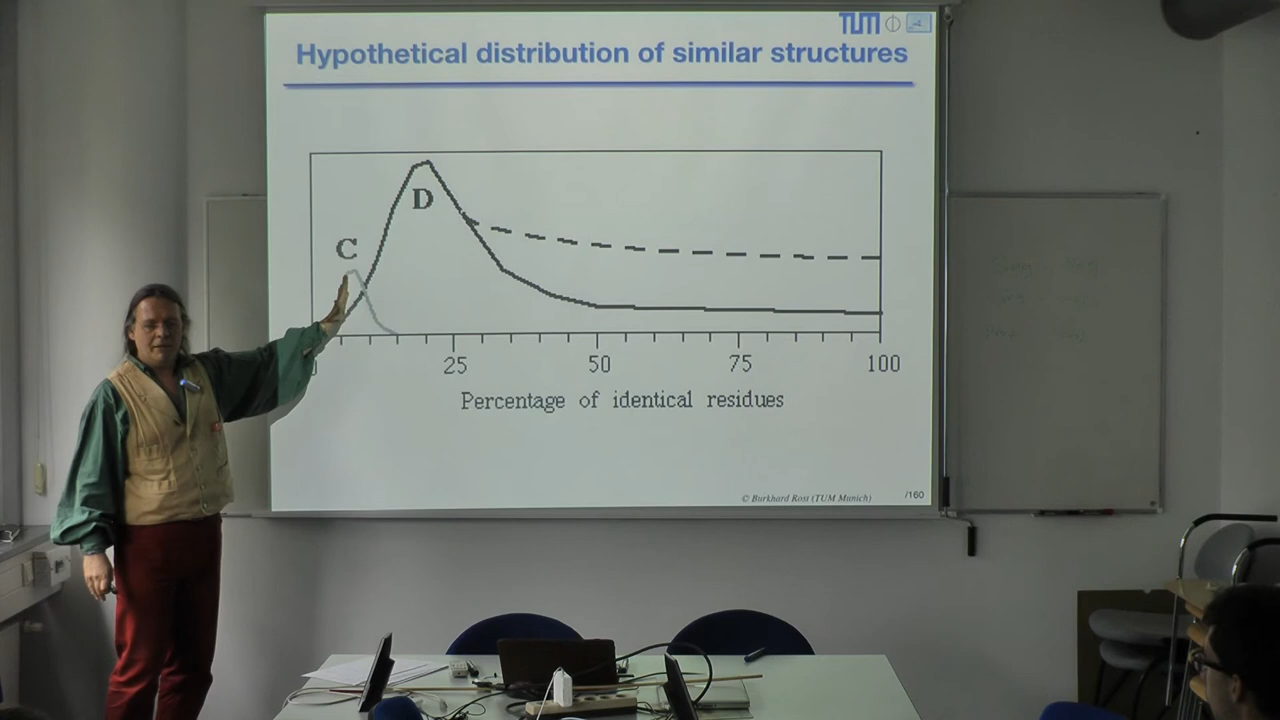 TUM
Hypothetical distribution of similar structures
D
C
25 50 75 100
Percentage of identical residues
© Burkhard Rost (TUM Munich) /160